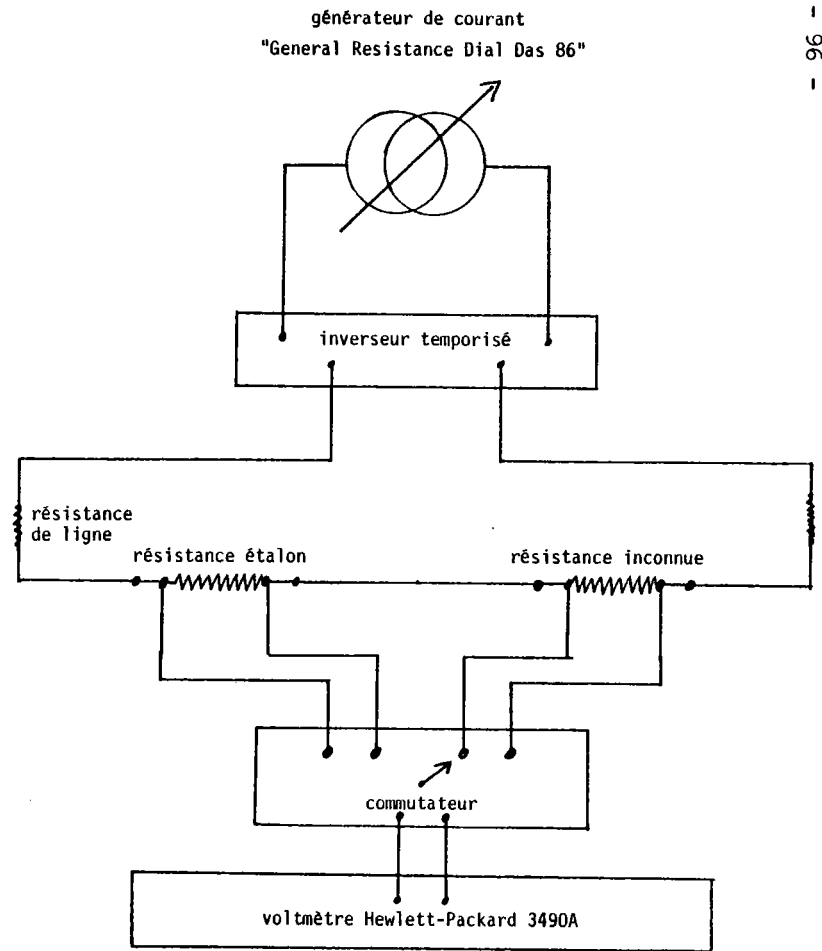 - 96 -
générateur de courant
"General Resistance Dial Das 86"
inverseur temporisé
résistance
de ligne
résistance étalon
résistance inconnue
commutateur
voltmètre Hewlett-Packard 3490A